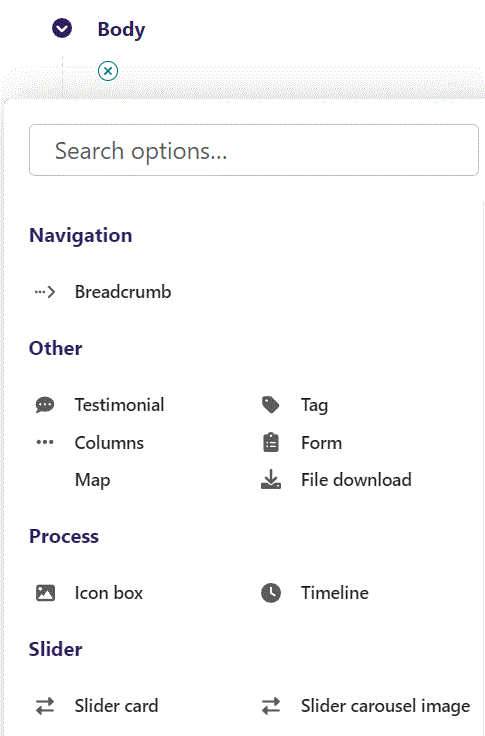 Body
Search options...
Navigation
Breadcrumb
Other
Testimonial Tag
Columns Form
Map File download
Process
Icon box Timeline
Slider
Slider card Slider carousel image